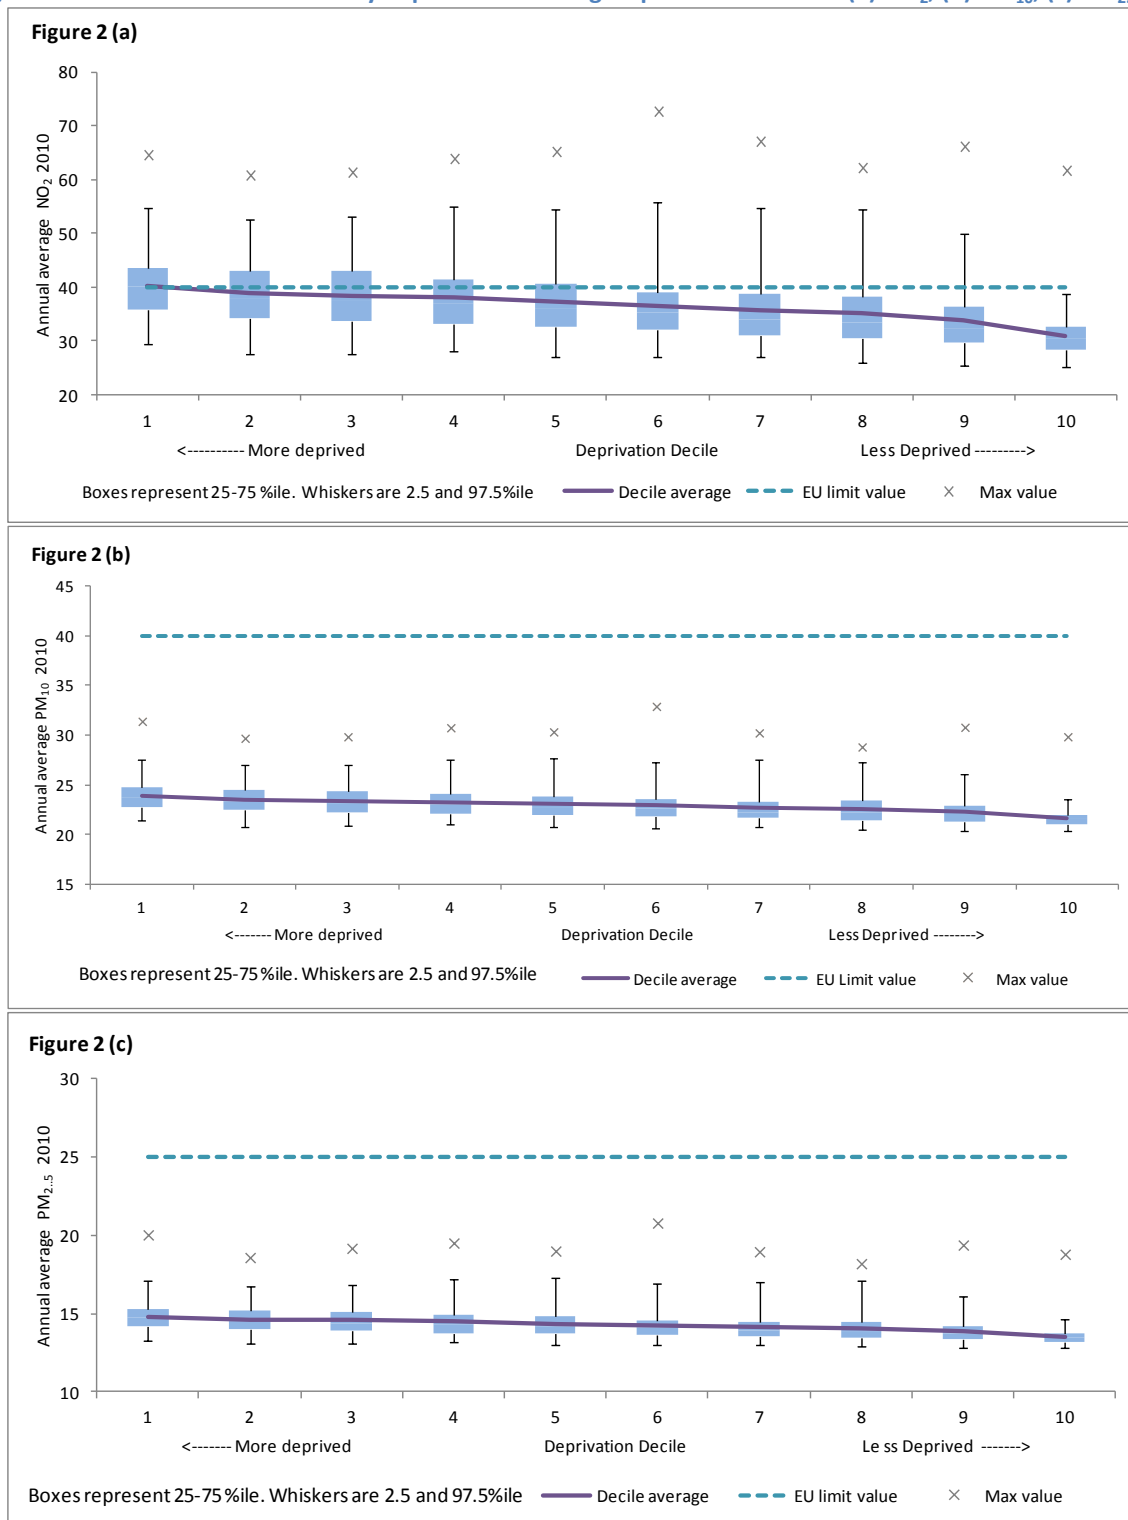 Figure 2 (a)
Annual average NO₂ 2010
80
70
60
50
40
30
20
1 2 3 4 5 6 7 8 9 10
<---------- More deprived Deprivation Decile Less Deprived --------->
Boxes represent 25-75 %ile. Whiskers are 2.5 and 97.5%ile Decile average EU limit value Max value
Figure 2 (b)
Annual average PM₁₀ 2010
45
40
35
30
25
20
15
1 2 3 4 5 6 7 8 9 10
<------- More deprived Deprivation Decile Less Deprived -------->
Boxes represent 25-75 %ile. Whiskers are 2.5 and 97.5%ile Decile average EU Limit value Max value
Figure 2 (c)
Annual average PM₂..₅ 2010
30
25
20
15
10
1 2 3 4 5 6 7 8 9 10
<------- More deprived Deprivation Decile Le ss Deprived ------->
Boxes represent 25-75 %ile. Whiskers are 2.5 and 97.5%ile Decile average EU limit value Max value